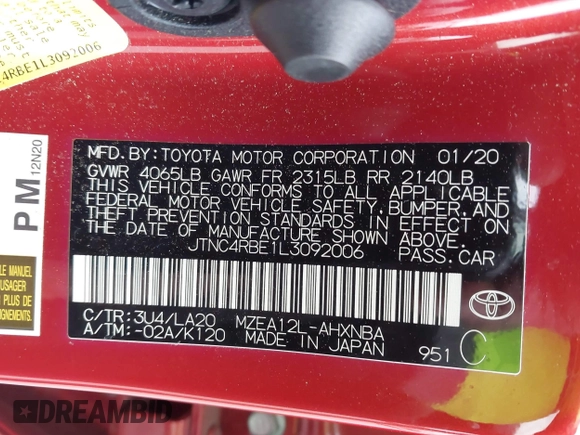 4RBE1L3092006
PM
12N20
MFD.BY:TOYOTA MOTOR CORPORATION 01/20
GVWR 4065LB GAWR FR 2315LB RR 2140LB
THIS VEHICLE CONFORMS TO ALL APPLICABLE
FEDERAL MOTOR VEHICLE SAFETY,BUMPER,AND
THEFT PREVENTION STANDARDS IN EFFECT ON
THE DATE OF MANUFACTURE SHOWN ABOVE.
JTNC4RBE1L3092006 PASS.CAR
LE MANUEL
USAGER
PLUS DE
TION.
C/TR:3U4/LA20 MZEA12L-AHXNBA
A/TM:-02A/K120 MADE IN JAPAN 951 C
TOYOTA
DREAMBID